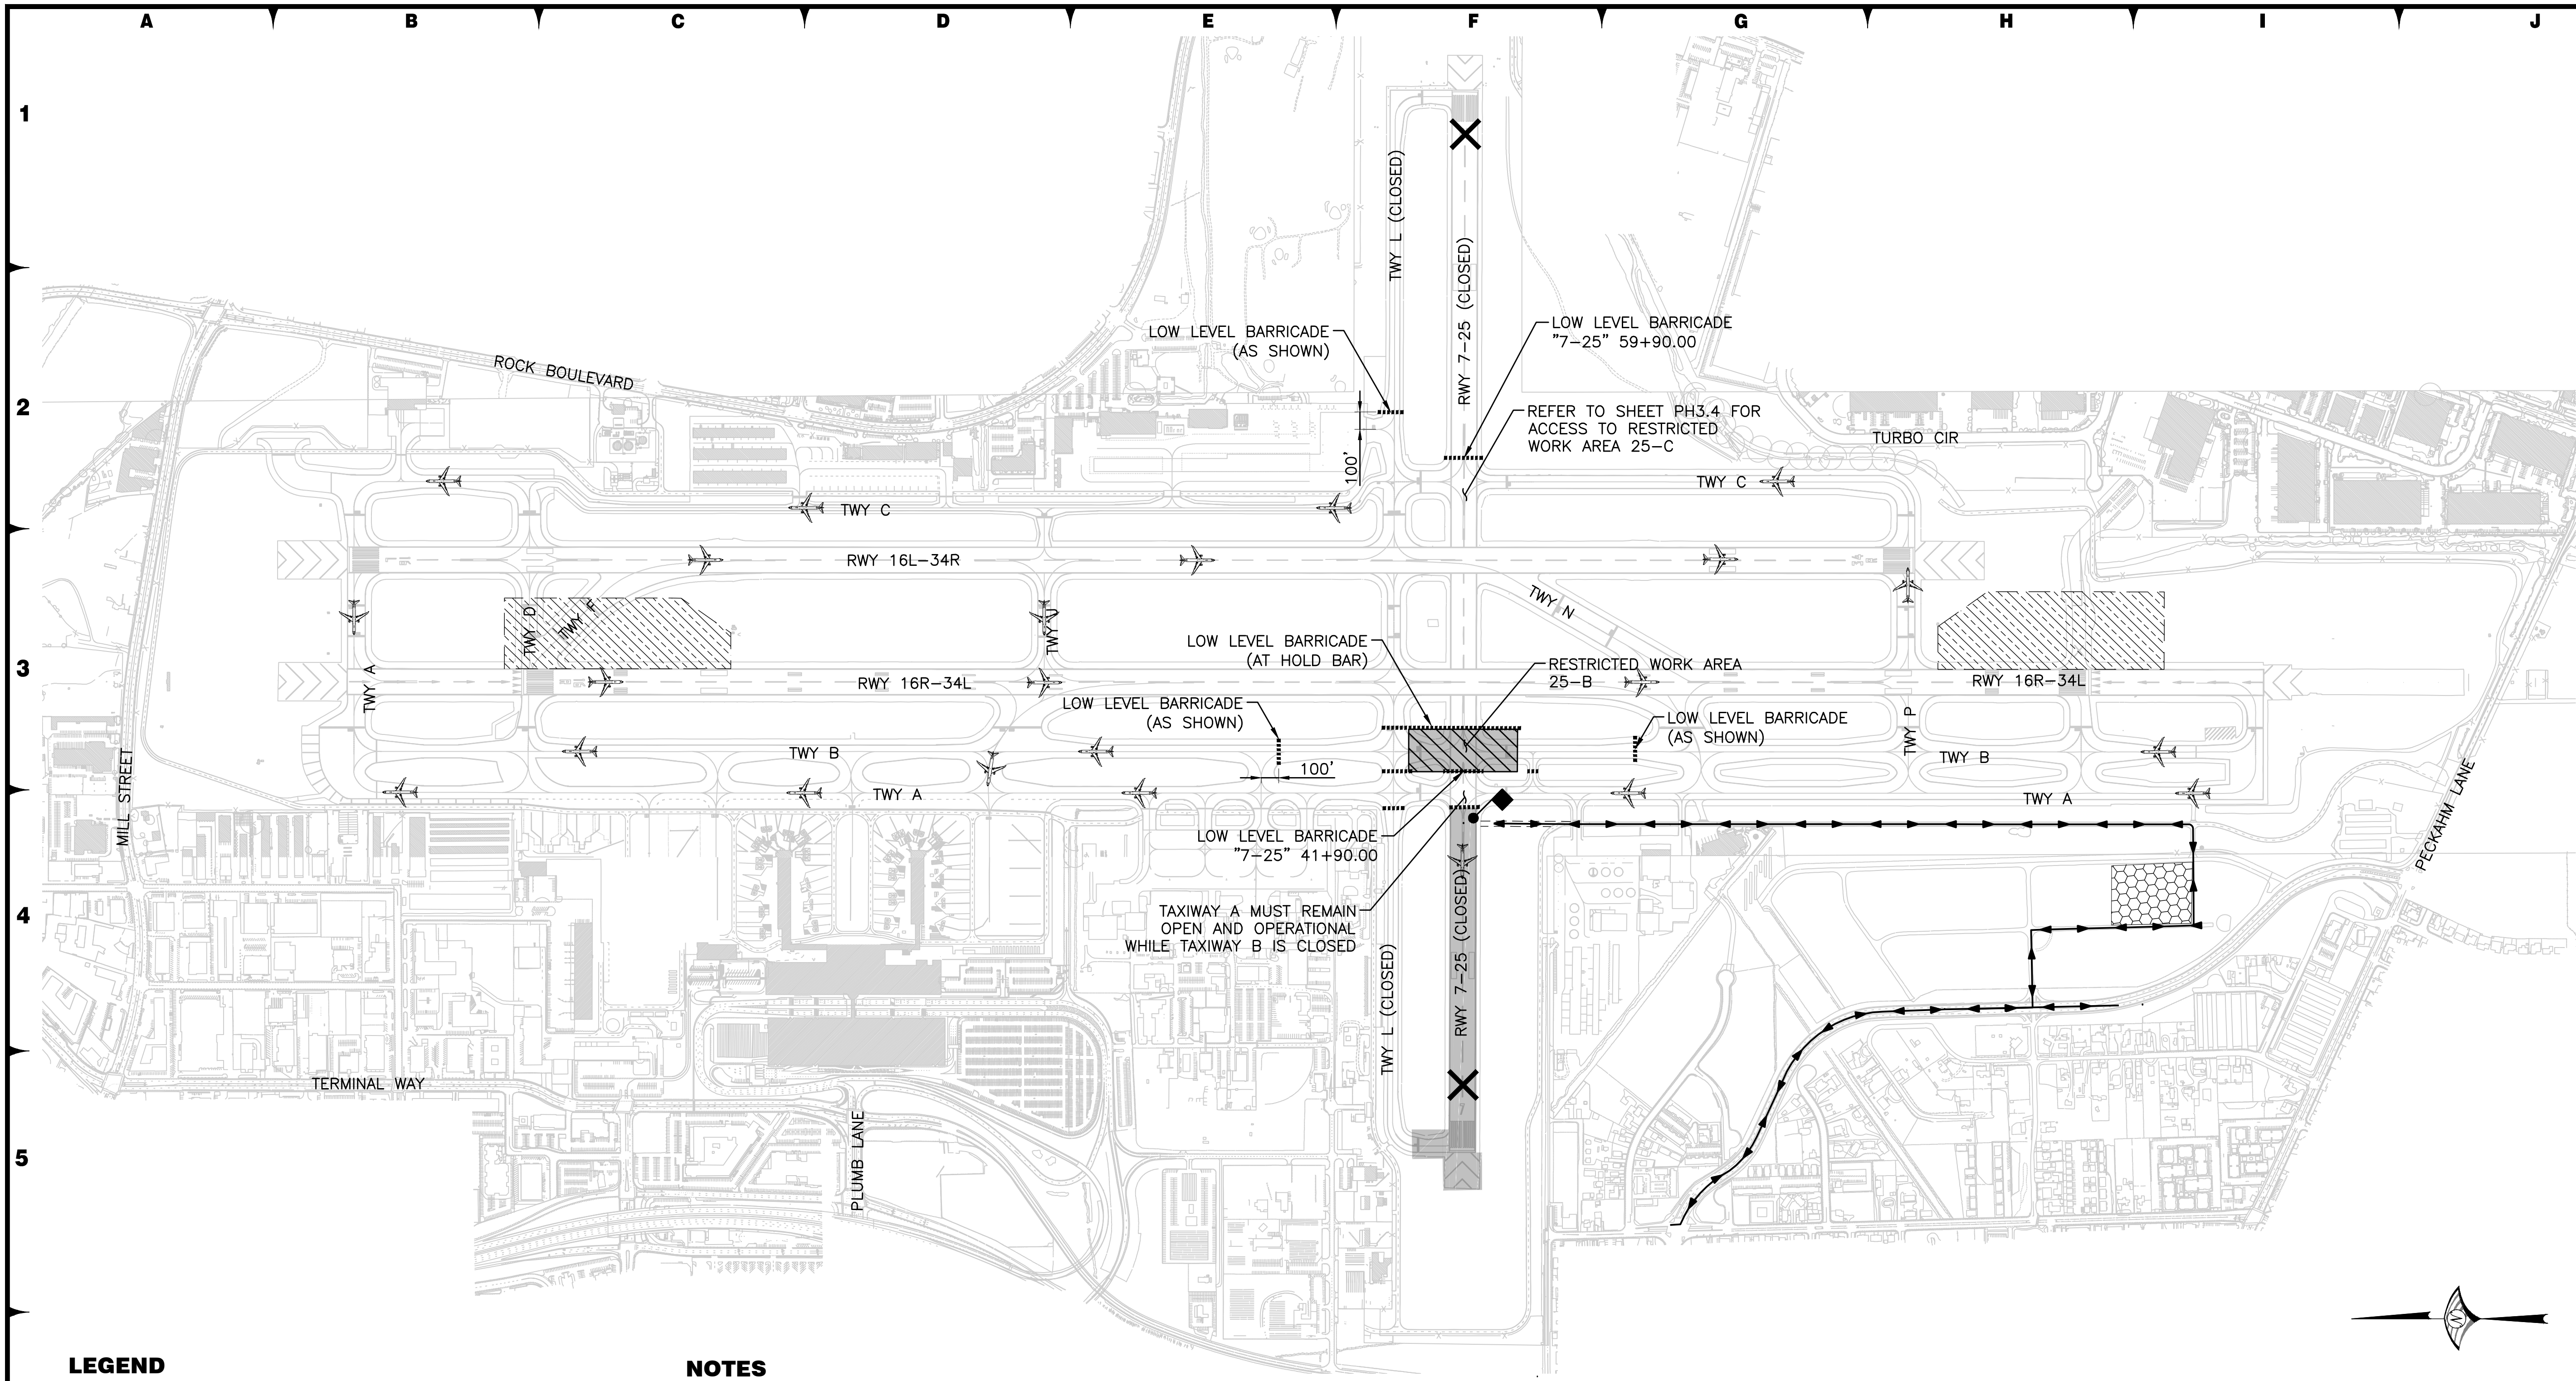 A B C D E F G H I J
1
2
3
4
5
TWY L (CLOSED)
RWY 7-25 (CLOSED)
LOW LEVEL BARRICADE
(AS SHOWN)
LOW LEVEL BARRICADE
"7-25" 59+90.00
ROCK BOULEVARD
REFER TO SHEET PH3.4 FOR
ACCESS TO RESTRICTED
WORK AREA 25-C
100'
TURBO CIR
TWY C
TWY C
RWY 16L-34R
TWY D
TWY F
TWY U
TWY N
LOW LEVEL BARRICADE
(AT HOLD BAR)
RESTRICTED WORK AREA
25-B
TWY A
RWY 16R-34L
RWY 16R-34L
LOW LEVEL BARRICADE
(AS SHOWN)
LOW LEVEL BARRICADE
(AS SHOWN)
TWY P
TWY B
TWY B
100'
TWY A
TWY A
MILL STREET
PECKAHM LANE
LOW LEVEL BARRICADE
"7-25" 41+90.00
TAXIWAY A MUST REMAIN
OPEN AND OPERATIONAL
WHILE TAXIWAY B IS CLOSED
TWY L (CLOSED)
RWY 7-25 (CLOSED)
TERMINAL WAY
PLUMB LANE
7
N
LEGEND
NOTES